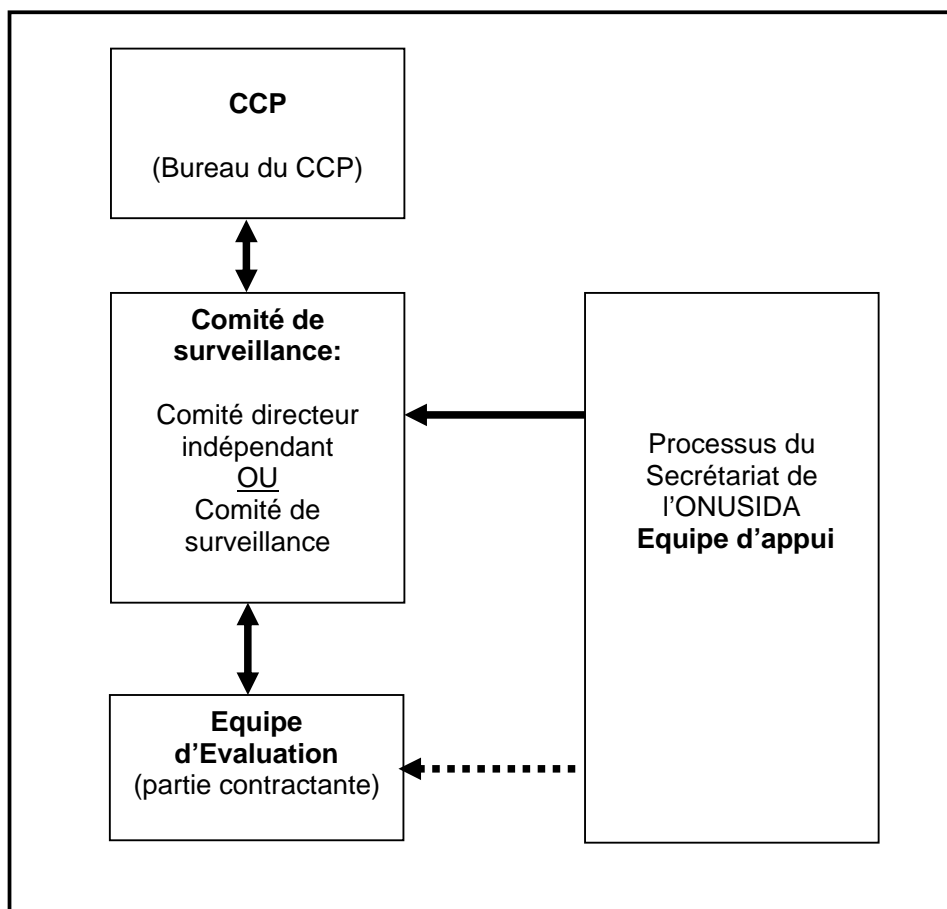 CCP
(Bureau du CCP)
Comité de
surveillance:
Comité directeur
indépendant
OU
Comité de
surveillance
Processus du
Secrétariat de
l'ONUSIDA
Equipe d'appui
Equipe
d'Evaluation
(partie contractante)